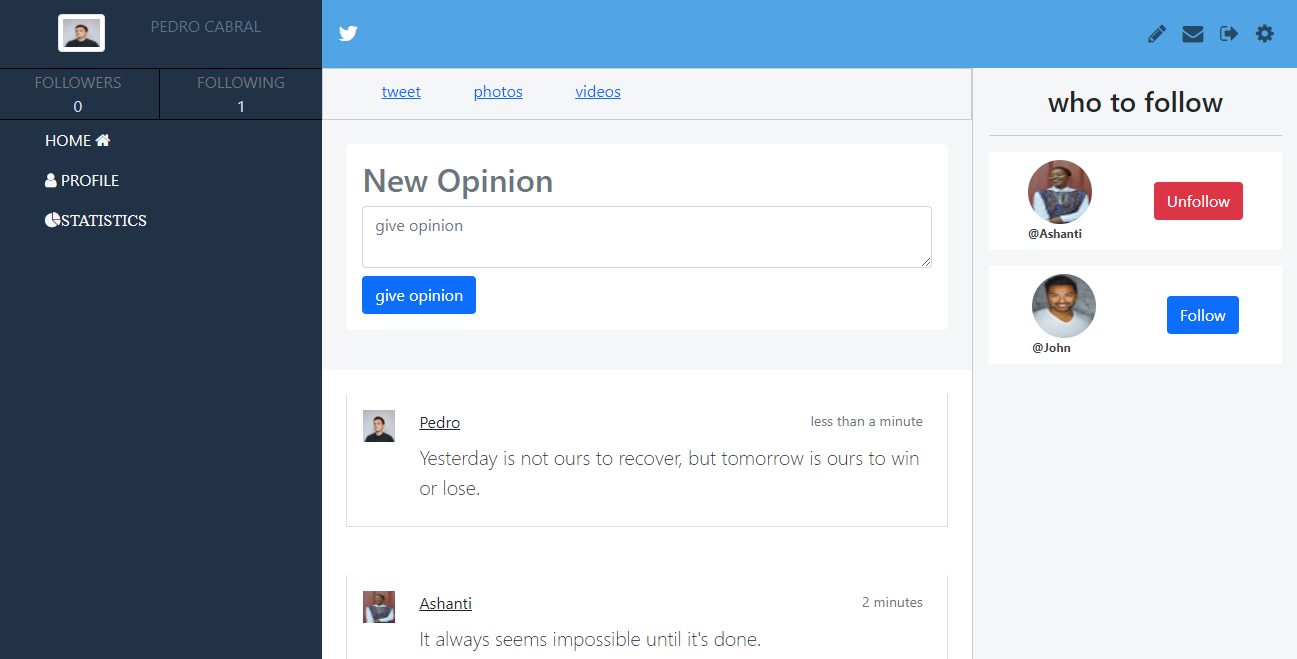 PEDRO CABRAL
FOLLOWERS
0
FOLLOWING
1
HOME
PROFILE
STATISTICS
tweet
photos
videos
New Opinion
give opinion
give opinion
Pedro
less than a minute
Yesterday is not ours to recover, but tomorrow is ours to win
or lose.
Ashanti
2 minutes
It always seems impossible until it's done.
who to follow
@Ashanti
Unfollow
@John
Follow